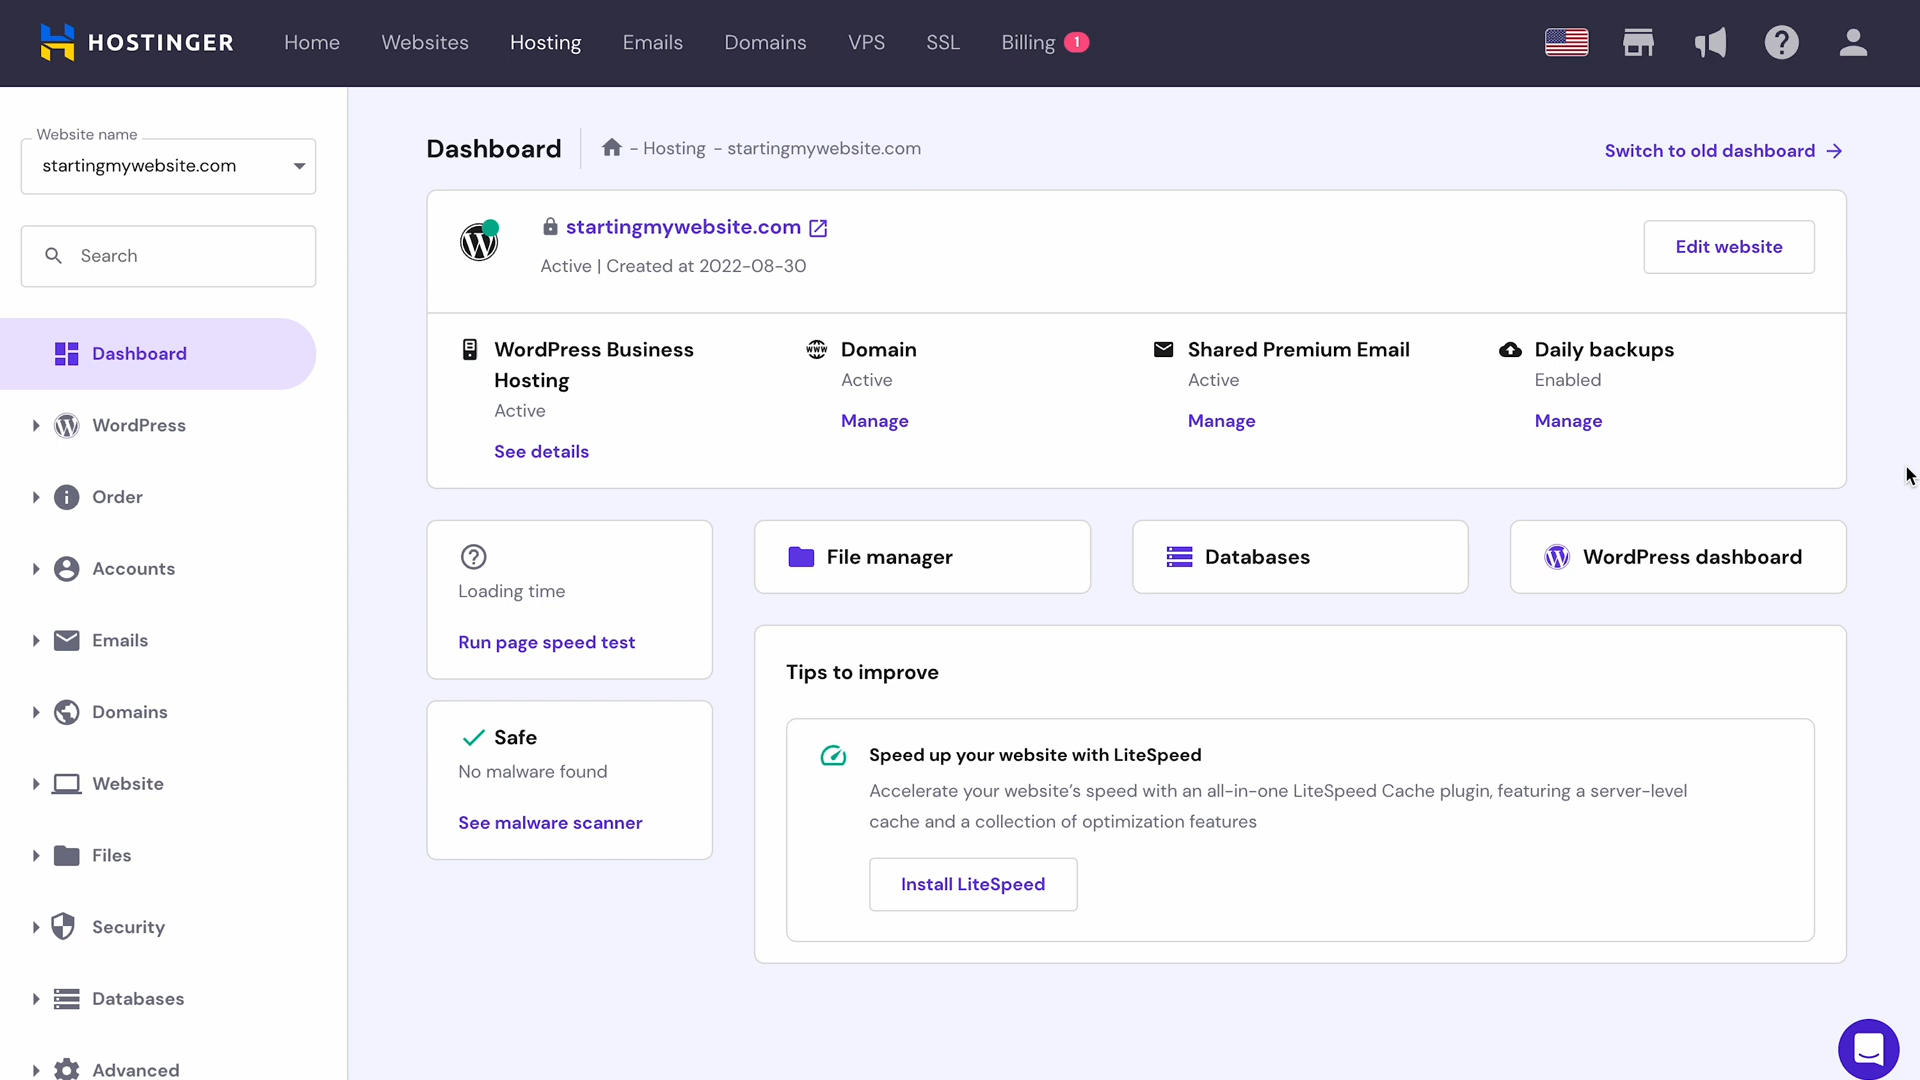 HOSTINGER
Home
Websites
Hosting
Emails
Domains
VPS
SSL
Billing 1
Website name
startingmywebsite.com
Search
Dashboard
WordPress
Order
Accounts
Emails
Domains
Website
Files
Security
Databases
Advanced
Dashboard
- Hosting - startingmywebsite.com
Switch to old dashboard
startingmywebsite.com
Active | Created at 2022-08-30
Edit website
WordPress Business
Hosting
Active
See details
Domain
Active
Manage
Shared Premium Email
Active
Manage
Daily backups
Enabled
Manage
Loading time
Run page speed test
Safe
No malware found
See malware scanner
File manager
Databases
WordPress dashboard
Tips to improve
Speed up your website with LiteSpeed
Accelerate your website’s speed with an all-in-one LiteSpeed Cache plugin, featuring a server-level
cache and a collection of optimization features
Install LiteSpeed